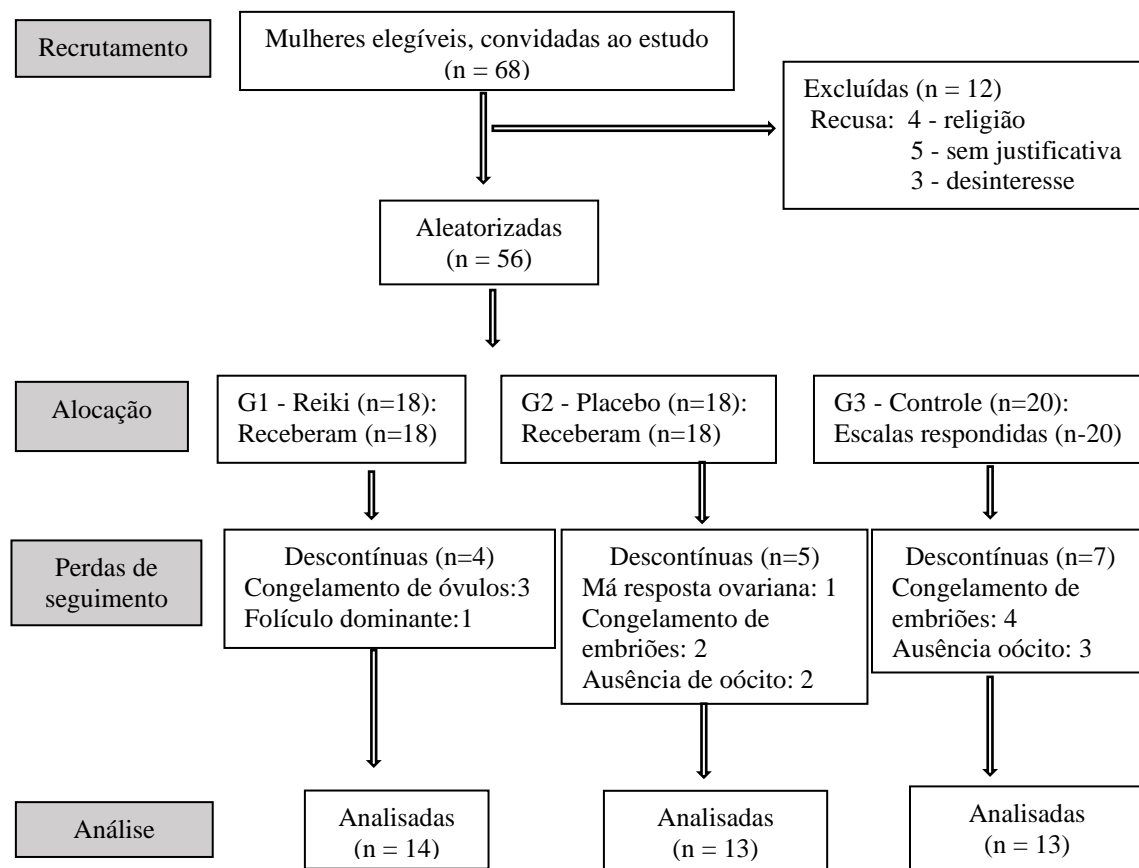 Recrutamento
Mulheres elegíveis, convidadas ao estudo
(n = 68)
Excluídas (n = 12)
Recusa: 4 - religião
5 - sem justificativa
3 - desinteresse
Aleatorizadas
(n = 56)
Alocação
G1 - Reiki (n=18):
Receberam (n=18)
G2 - Placebo (n=18):
Receberam (n=18)
G3 - Controle (n=20):
Escalas respondidas (n-20)
Perdas de
seguimento
Descontínuas (n=4)
Congelamento de óvulos:3
Folículo dominante:1
Descontínuas (n=5)
Má resposta ovariana: 1
Congelamento de
embriões: 2
Ausência de oócito: 2
Descontínuas (n=7)
Congelamento de
embriões: 4
Ausência oócito: 3
Análise
Analisadas
(n = 14)
Analisadas
(n = 13)
Analisadas
(n = 13)